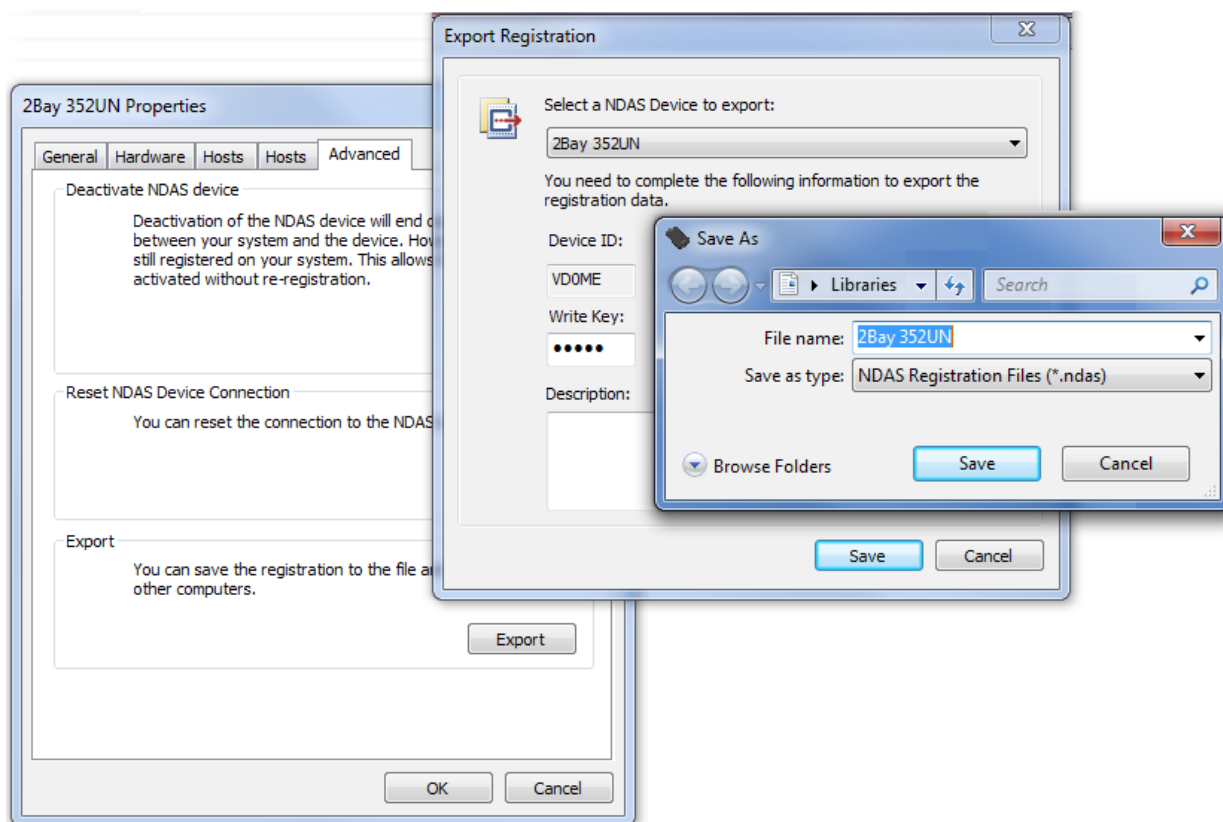 2Bay 352UN Properties
General Hardware Hosts Hosts Advanced
Deactivate NDAS device
Deactivation of the NDAS device will end
between your system and the device.
still registered on your system. This allows
activated without re-registration.
Reset NDAS Device Connection
You can reset the connection to the NDAS
Export
You can save the registration to the file
other computers.
Export
OK Cancel
Export Registration
Select a NDAS Device to export:
2Bay 352UN
You need to complete the following information to export the
registration data.
Device ID:
VD0ME
Write Key:
•••••
Description:
Save Cancel
Save As
Libraries Search
File name: 2Bay 352UN
Save as type: NDAS Registration Files (*.ndas)
Browse Folders Save Cancel